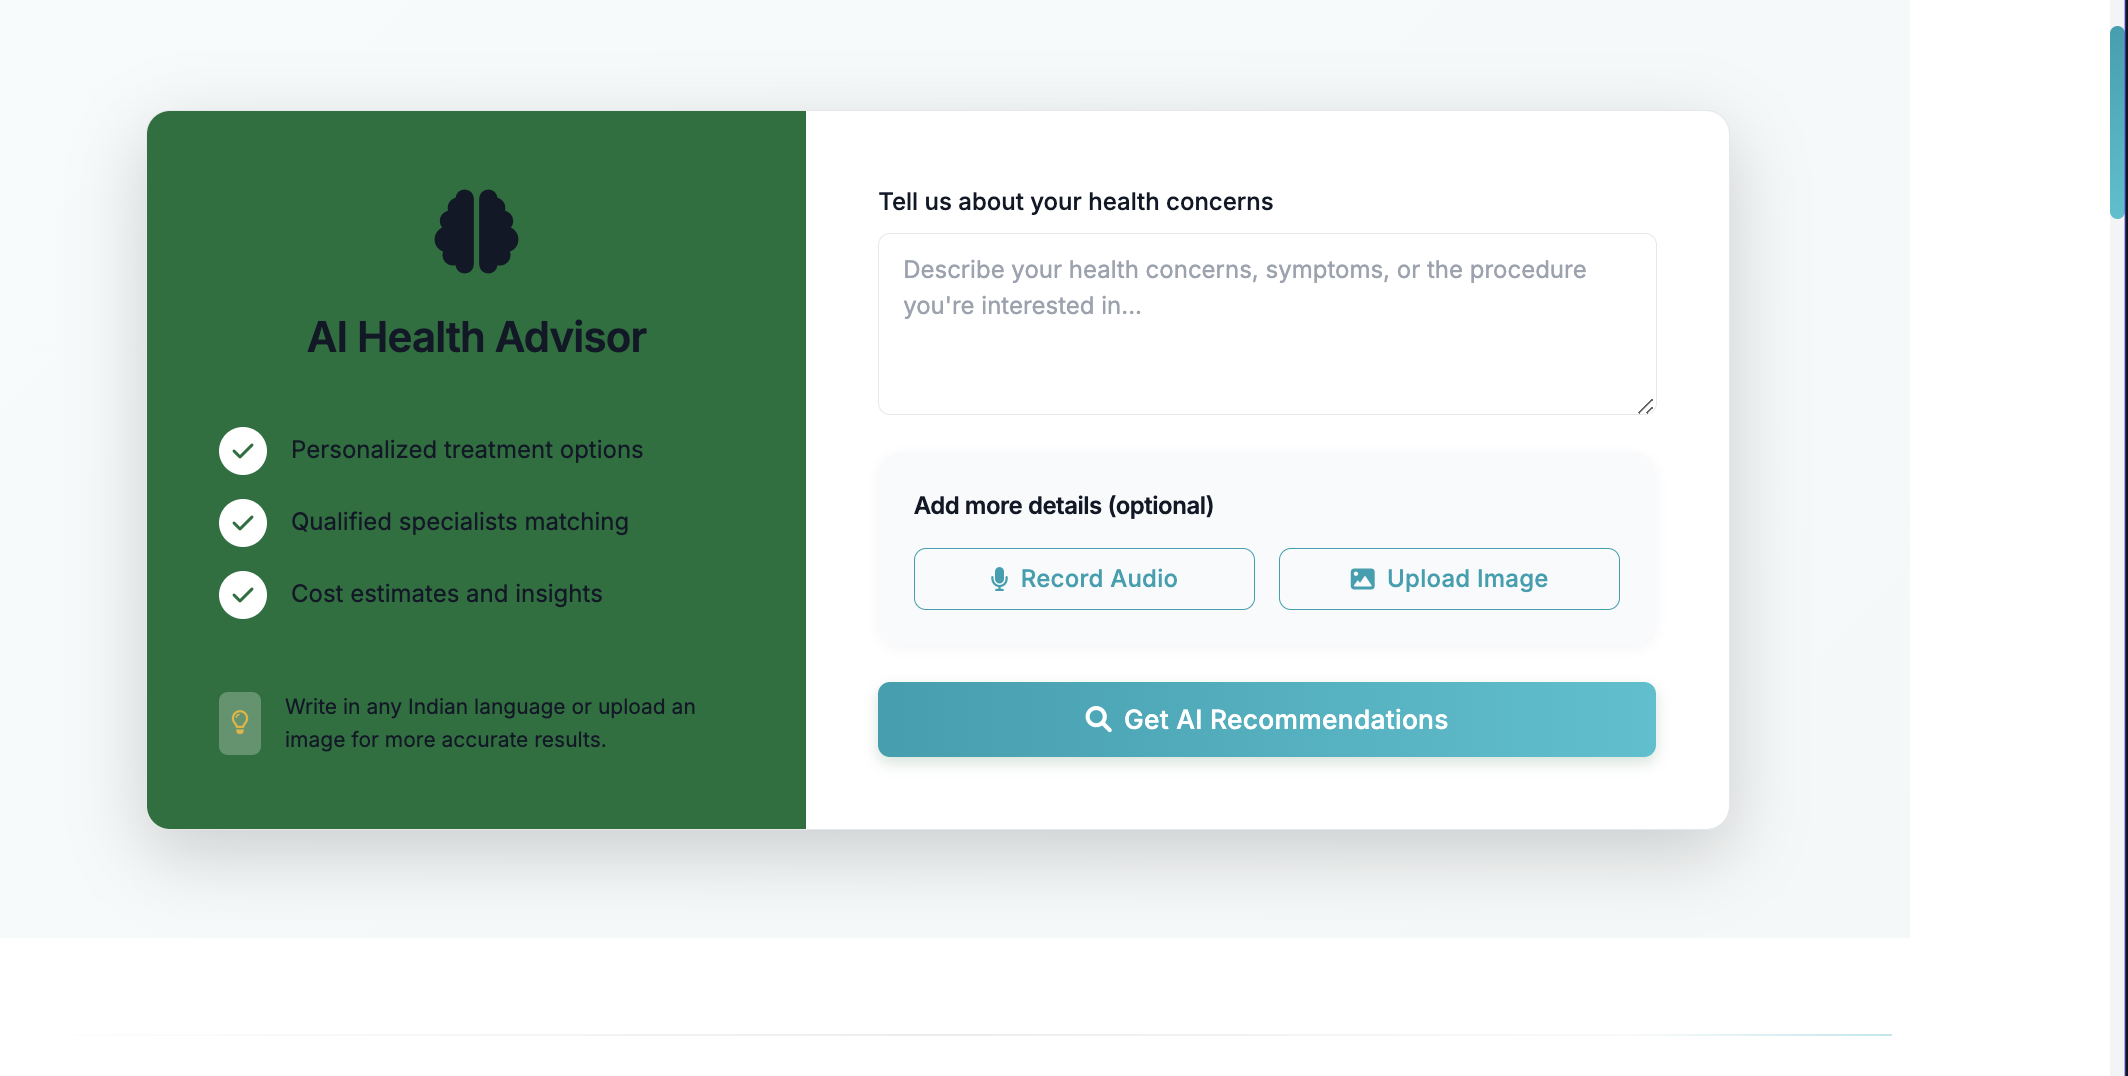 AI Health Advisor
Personalized treatment options
Qualified specialists matching
Cost estimates and insights
Write in any Indian language or upload an
image for more accurate results.
Tell us about your health concerns
Describe your health concerns, symptoms, or the procedure
you're interested in...
Add more details (optional)
Record Audio
Upload Image
Get AI Recommendations